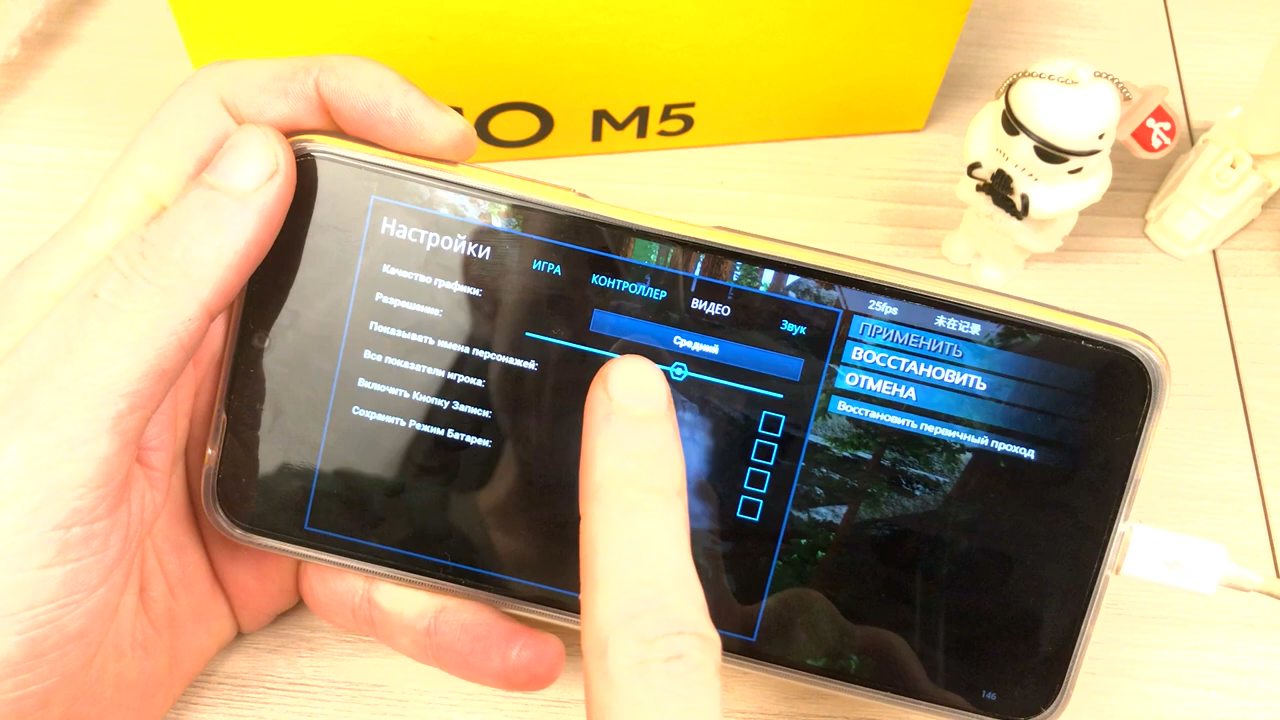 O M5
Настройки
ИГРА
КОНТРОЛЛЕР
ВИДЕО
Звук
Качество графики:
Средний
Разрешение:
Показывать имена персонажей:
Все показатели игрока:
Включить Кнопку Записи:
Сохранить Режим Батареи:
25fps
未在记录
ПРИМЕНИТЬ
ВОССТАНОВИТЬ
ОТМЕНА
Восстановить первичный проход
146